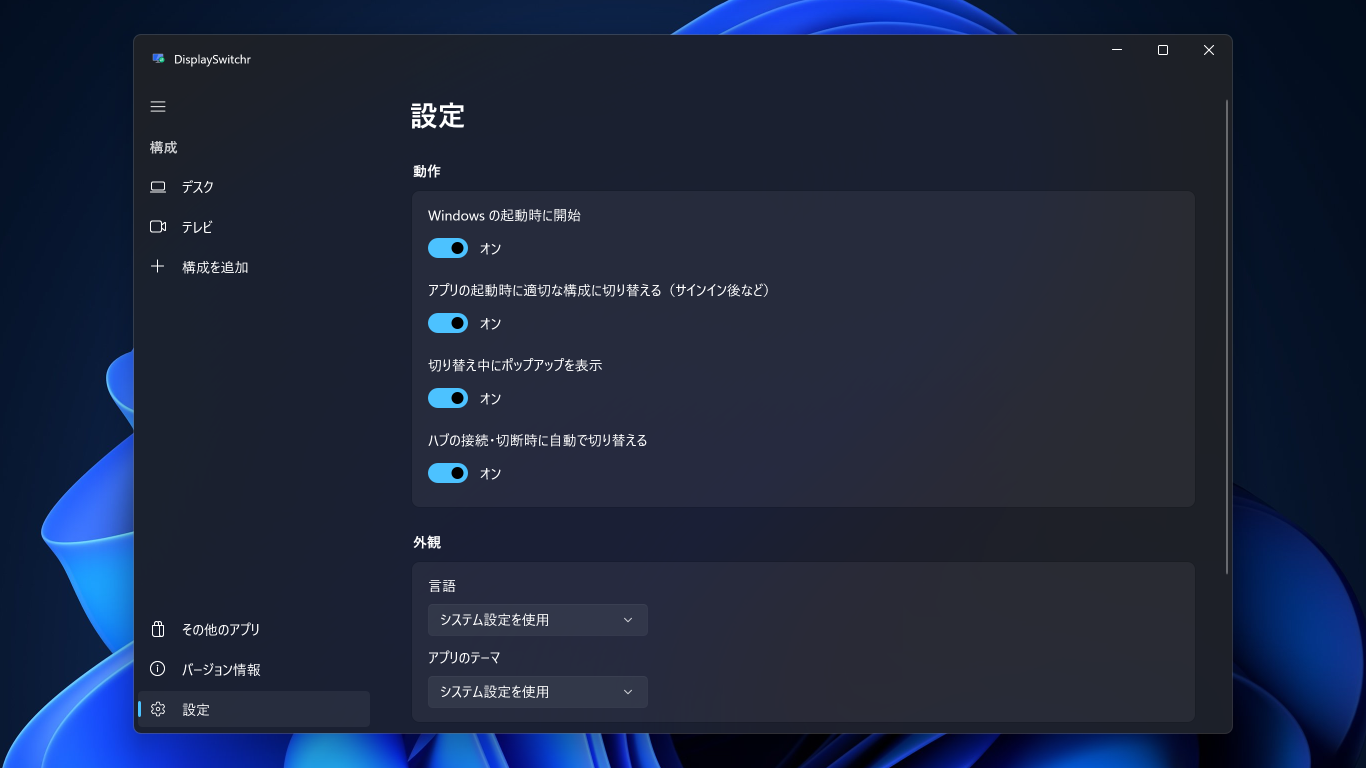 DisplaySwitchr
構成
デスク
テレビ
構成を追加
その他のアプリ
バージョン情報
設定
設定
動作
Windows の起動時に開始
オン
アプリの起動時に適切な構成に切り替える（サインイン後など）
オン
切り替え中にポップアップを表示
オン
ハブの接続・切断時に自動で切り替える
オン
外観
言語
システム設定を使用
アプリのテーマ
システム設定を使用